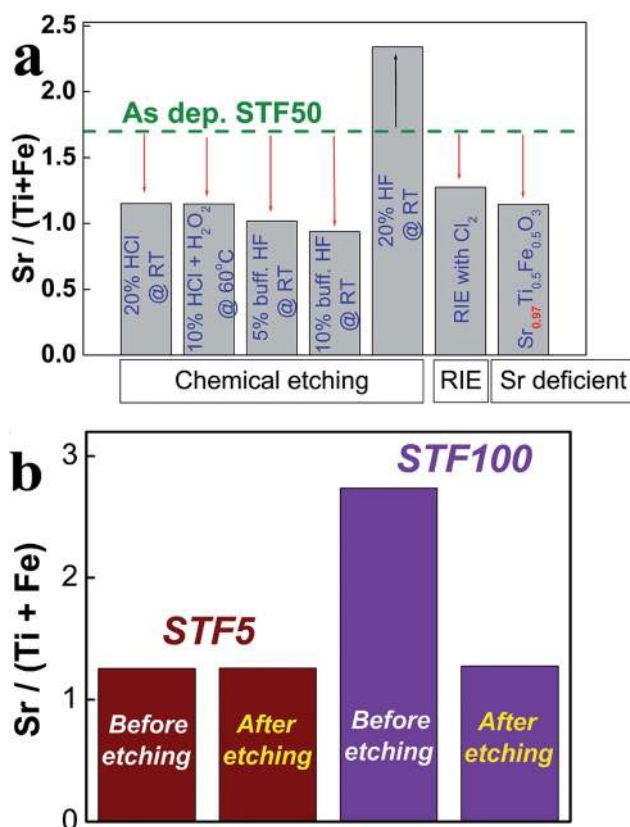 a
Sr / (Ti+Fe)
2.5
2.0
1.5
1.0
0.5
0.0
As dep. STF50
20% HCl
@ RT
10% HCl + H₂O₂
@ 60°C
5% buff. HF
@ RT
10% buff. HF
@ RT
20% HF
@ RT
RIE with Cl₂
Sr₀.₉₇Ti₀.₅Fe₀.₅O₃
Chemical etching
RIE
Sr deficient
b
Sr / (Ti + Fe)
3
2
1
0
STF5
STF100
Before
etching
After
etching
Before
etching
After
etching